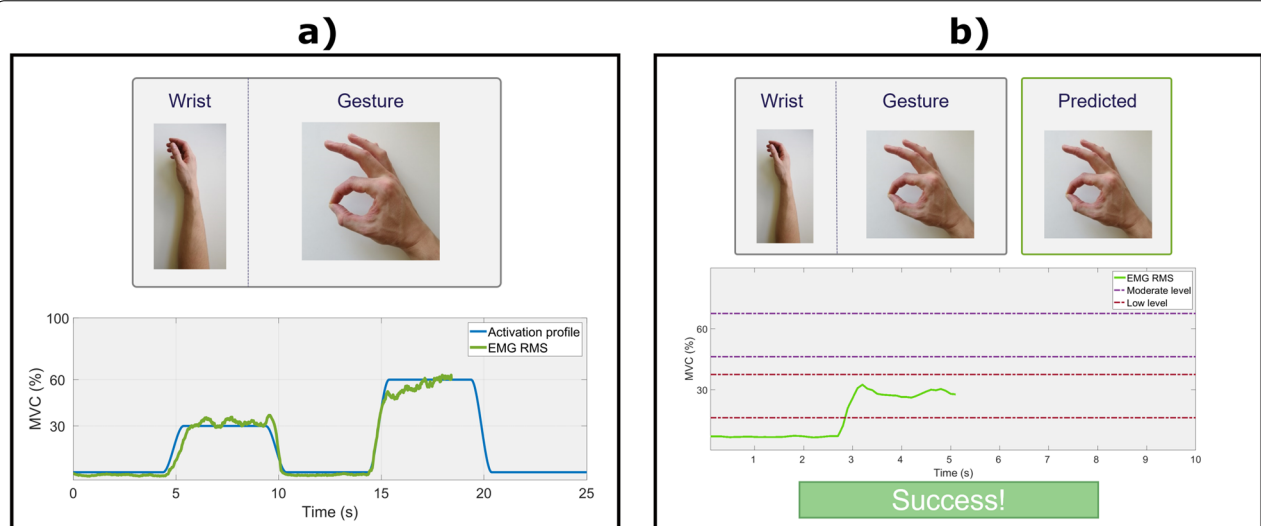 a)
Wrist
Gesture
100
60
30
MVC (%)
Activation profile
EMG RMS
0
5
10
15
20
25
Time (s)
b)
Wrist
Gesture
Predicted
EMG RMS
Moderate level
Low level
60
30
MVC (%)
1
2
3
4
5
6
7
8
9
10
Time (s)
Success!